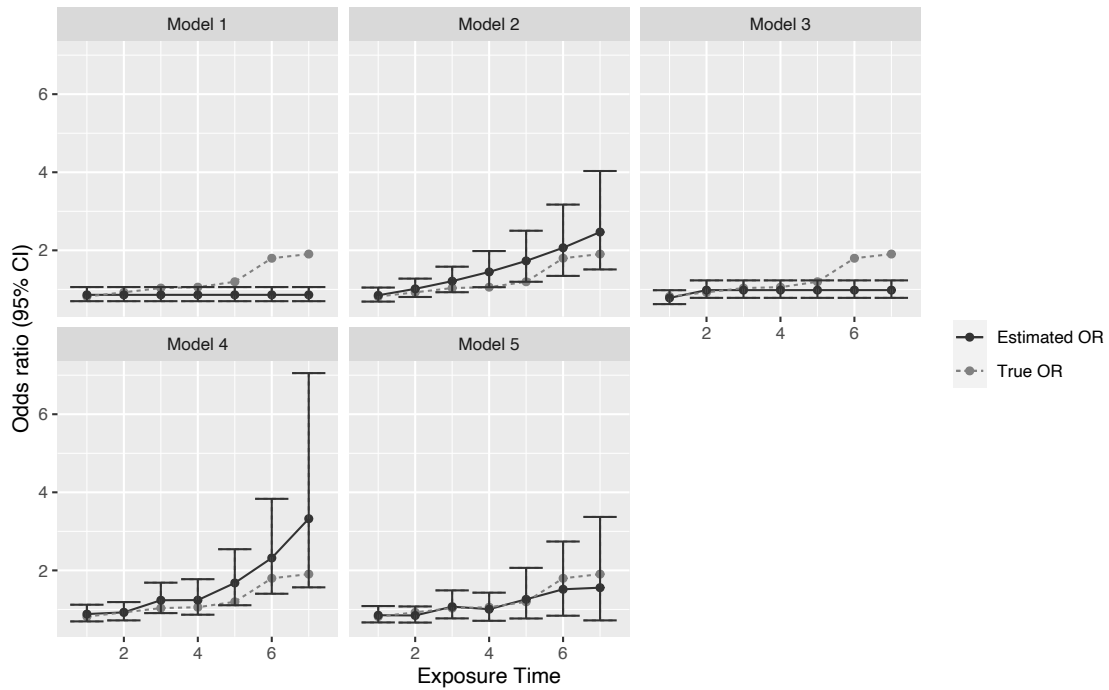 Model 1
Model 2
Model 3
6
4
2
2 4 6
Model 4
Model 5
6
4
2
2 4 6
2 4 6
Odds ratio (95% CI)
Exposure Time
Estimated OR
True OR